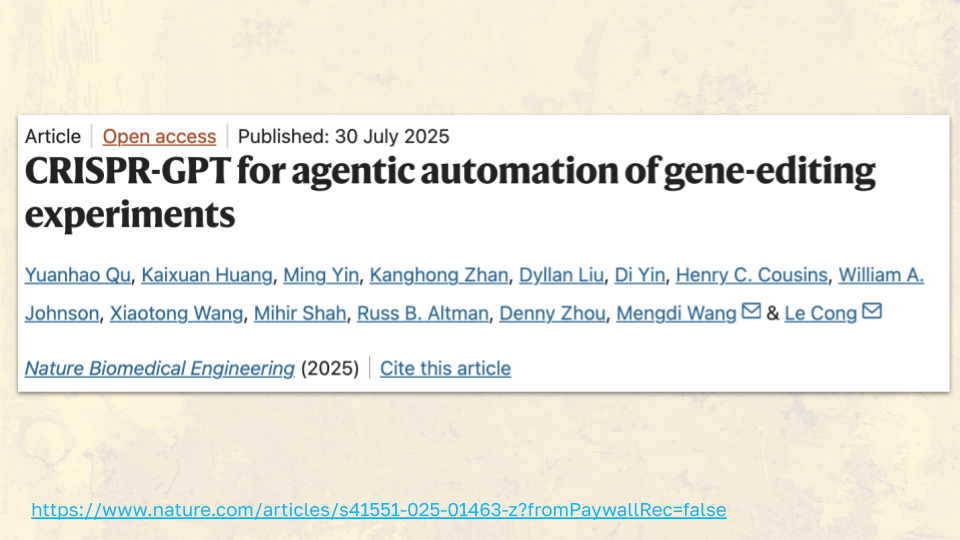 Article | Open access | Published: 30 July 2025
CRISPR-GPT for agentic automation of gene-editing
experiments
Yuanhao Qu, Kaixuan Huang, Ming Yin, Kanghong Zhan, Dyllan Liu, Di Yin, Henry C. Cousins, William A.
Johnson, Xiaotong Wang, Mihir Shah, Russ B. Altman, Denny Zhou, Mengdi Wang & Le Cong
Nature Biomedical Engineering (2025) | Cite this article
https://www.nature.com/articles/s41551-025-01463-z?fromPaywallRec=false